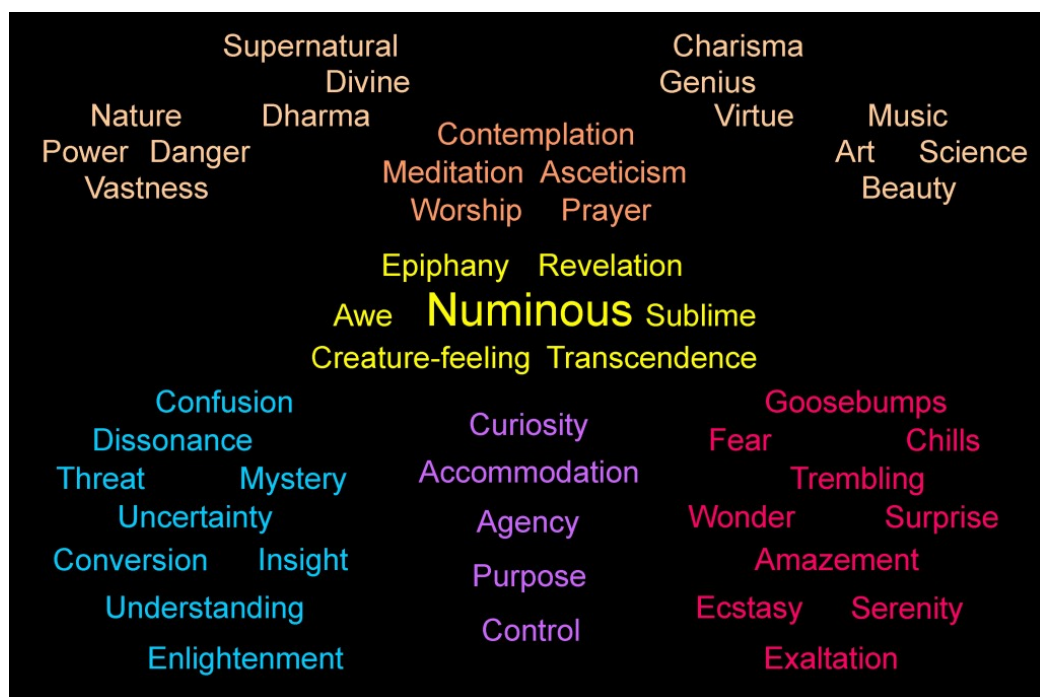 Supernatural Charisma
Divine Genius
Nature Dharma Virtue Music
Contemplation
Power Danger Art Science
Meditation Asceticism
Vastness Beauty
Worship Prayer
Epiphany Revelation
Awe Numinous Sublime
Creature-feeling Transcendence
Confusion Goosebumps
Curiosity
Dissonance Fear Chills
Accommodation
Threat Mystery Trembling
Uncertainty Agency Wonder Surprise
Conversion Insight Amazement
Purpose
Understanding Ecstasy Serenity
Control
Enlightenment Exaltation